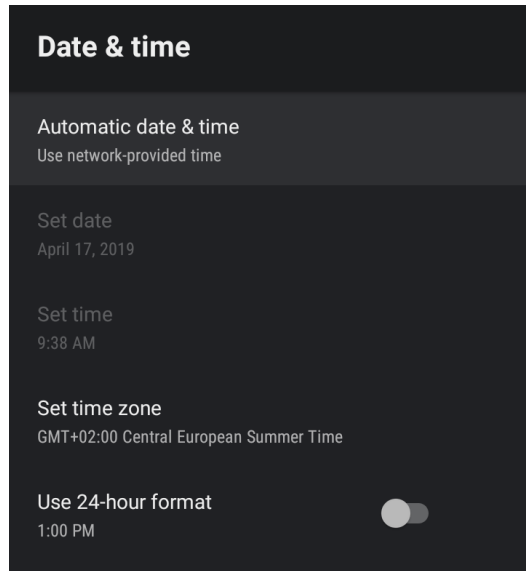 Date & time
Automatic date & time
Use network-provided time
Set date
April 17, 2019
Set time
9:38 AM
Set time zone
GMT+02:00 Central European Summer Time
Use 24-hour format
1:00 PM